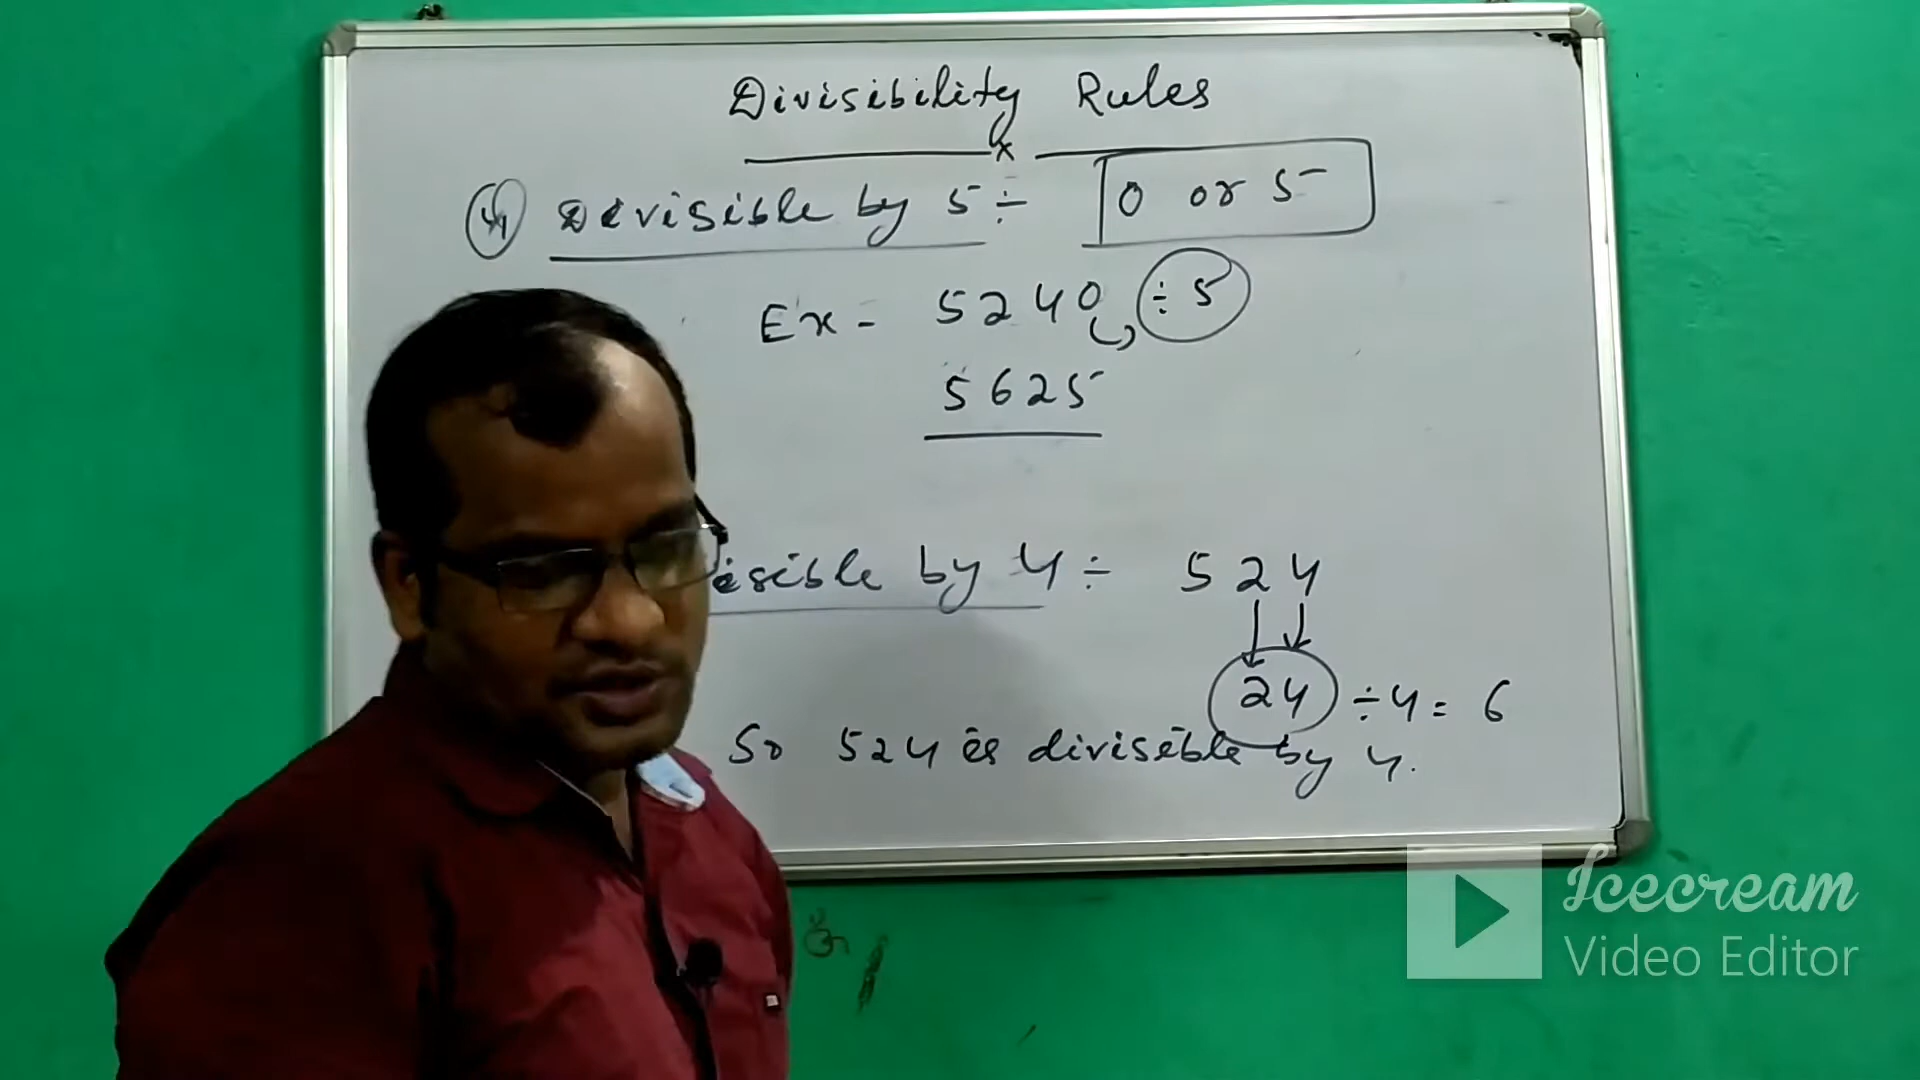 Divisibility Rules
x
4) Devisible by 5 ÷ 0 or 5
Ex - 5240 ÷ 5
5625
isible by 4 ÷ 524
24 ÷ 4 = 6
So 524 is divisible by 4.
Icecream
Video Editor